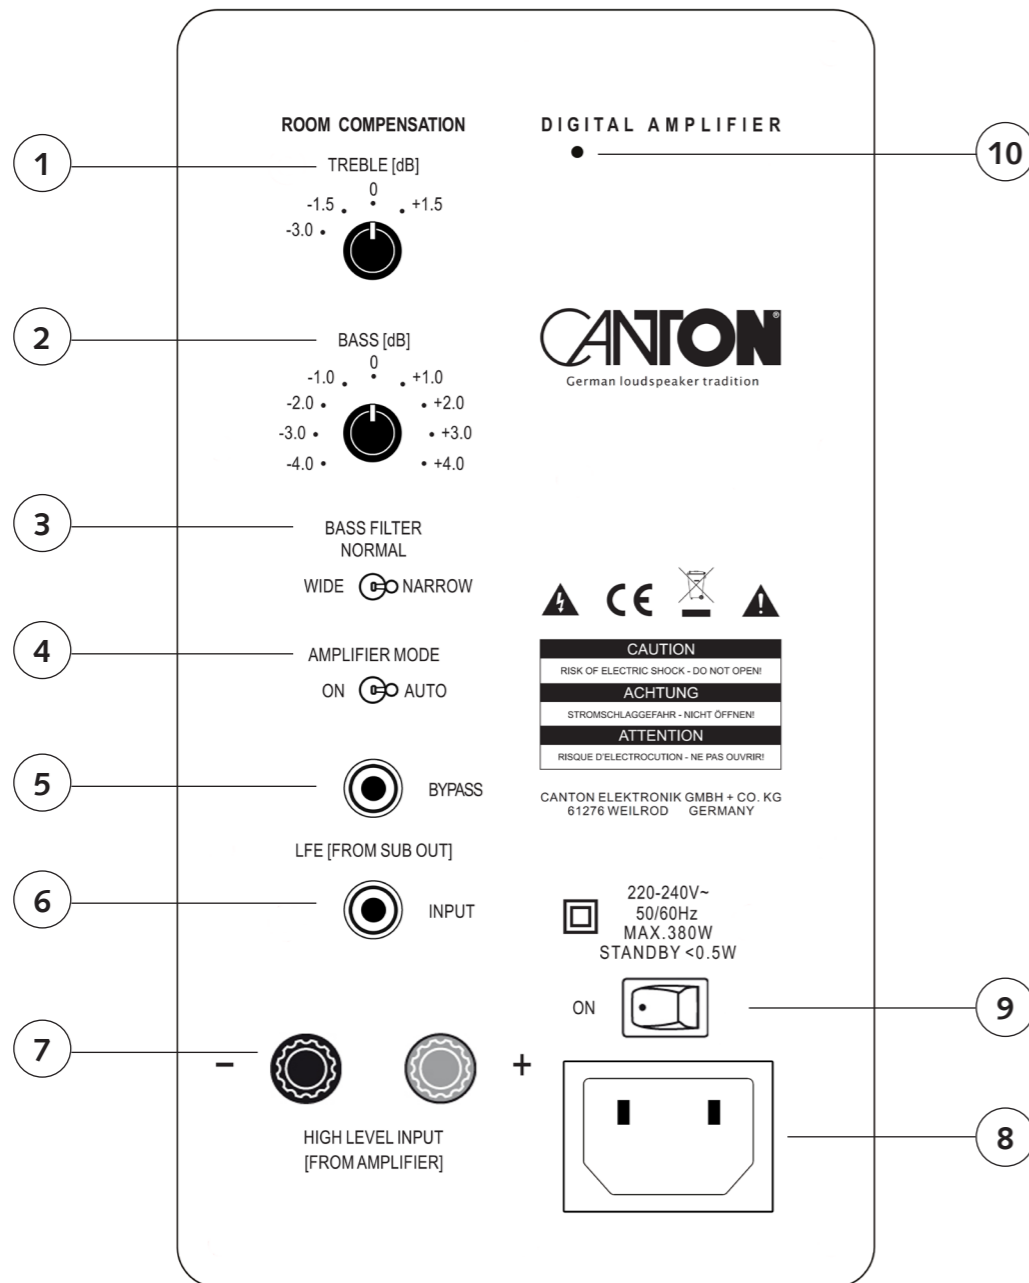 ROOM COMPENSATION
DIGITAL AMPLIFIER
1
TREBLE [dB]
10
0
-1.5
+1.5
-3.0
2
BASS [dB]
0
-1.0
+1.0
-2.0
+2.0
-3.0
+3.0
-4.0
+4.0
CANTON®
German loudspeaker tradition
3
BASS FILTER
NORMAL
WIDE
NARROW
4
AMPLIFIER MODE
ON
AUTO
CE
CAUTION
RISK OF ELECTRIC SHOCK - DO NOT OPEN!
ACHTUNG
STROMSCHLAGGEFAHR - NICHT ÖFFNEN!
ATTENTION
RISQUE D'ELECTROCUTION - NE PAS OUVRIR!
CANTON ELEKTRONIK GMBH + CO. KG
61276 WEILROD GERMANY
5
BYPASS
LFE [FROM SUB OUT]
6
INPUT
220-240V~
50/60Hz
MAX.380W
STANDBY <0.5W
ON
9
7
-
+
HIGH LEVEL INPUT
[FROM AMPLIFIER]
8